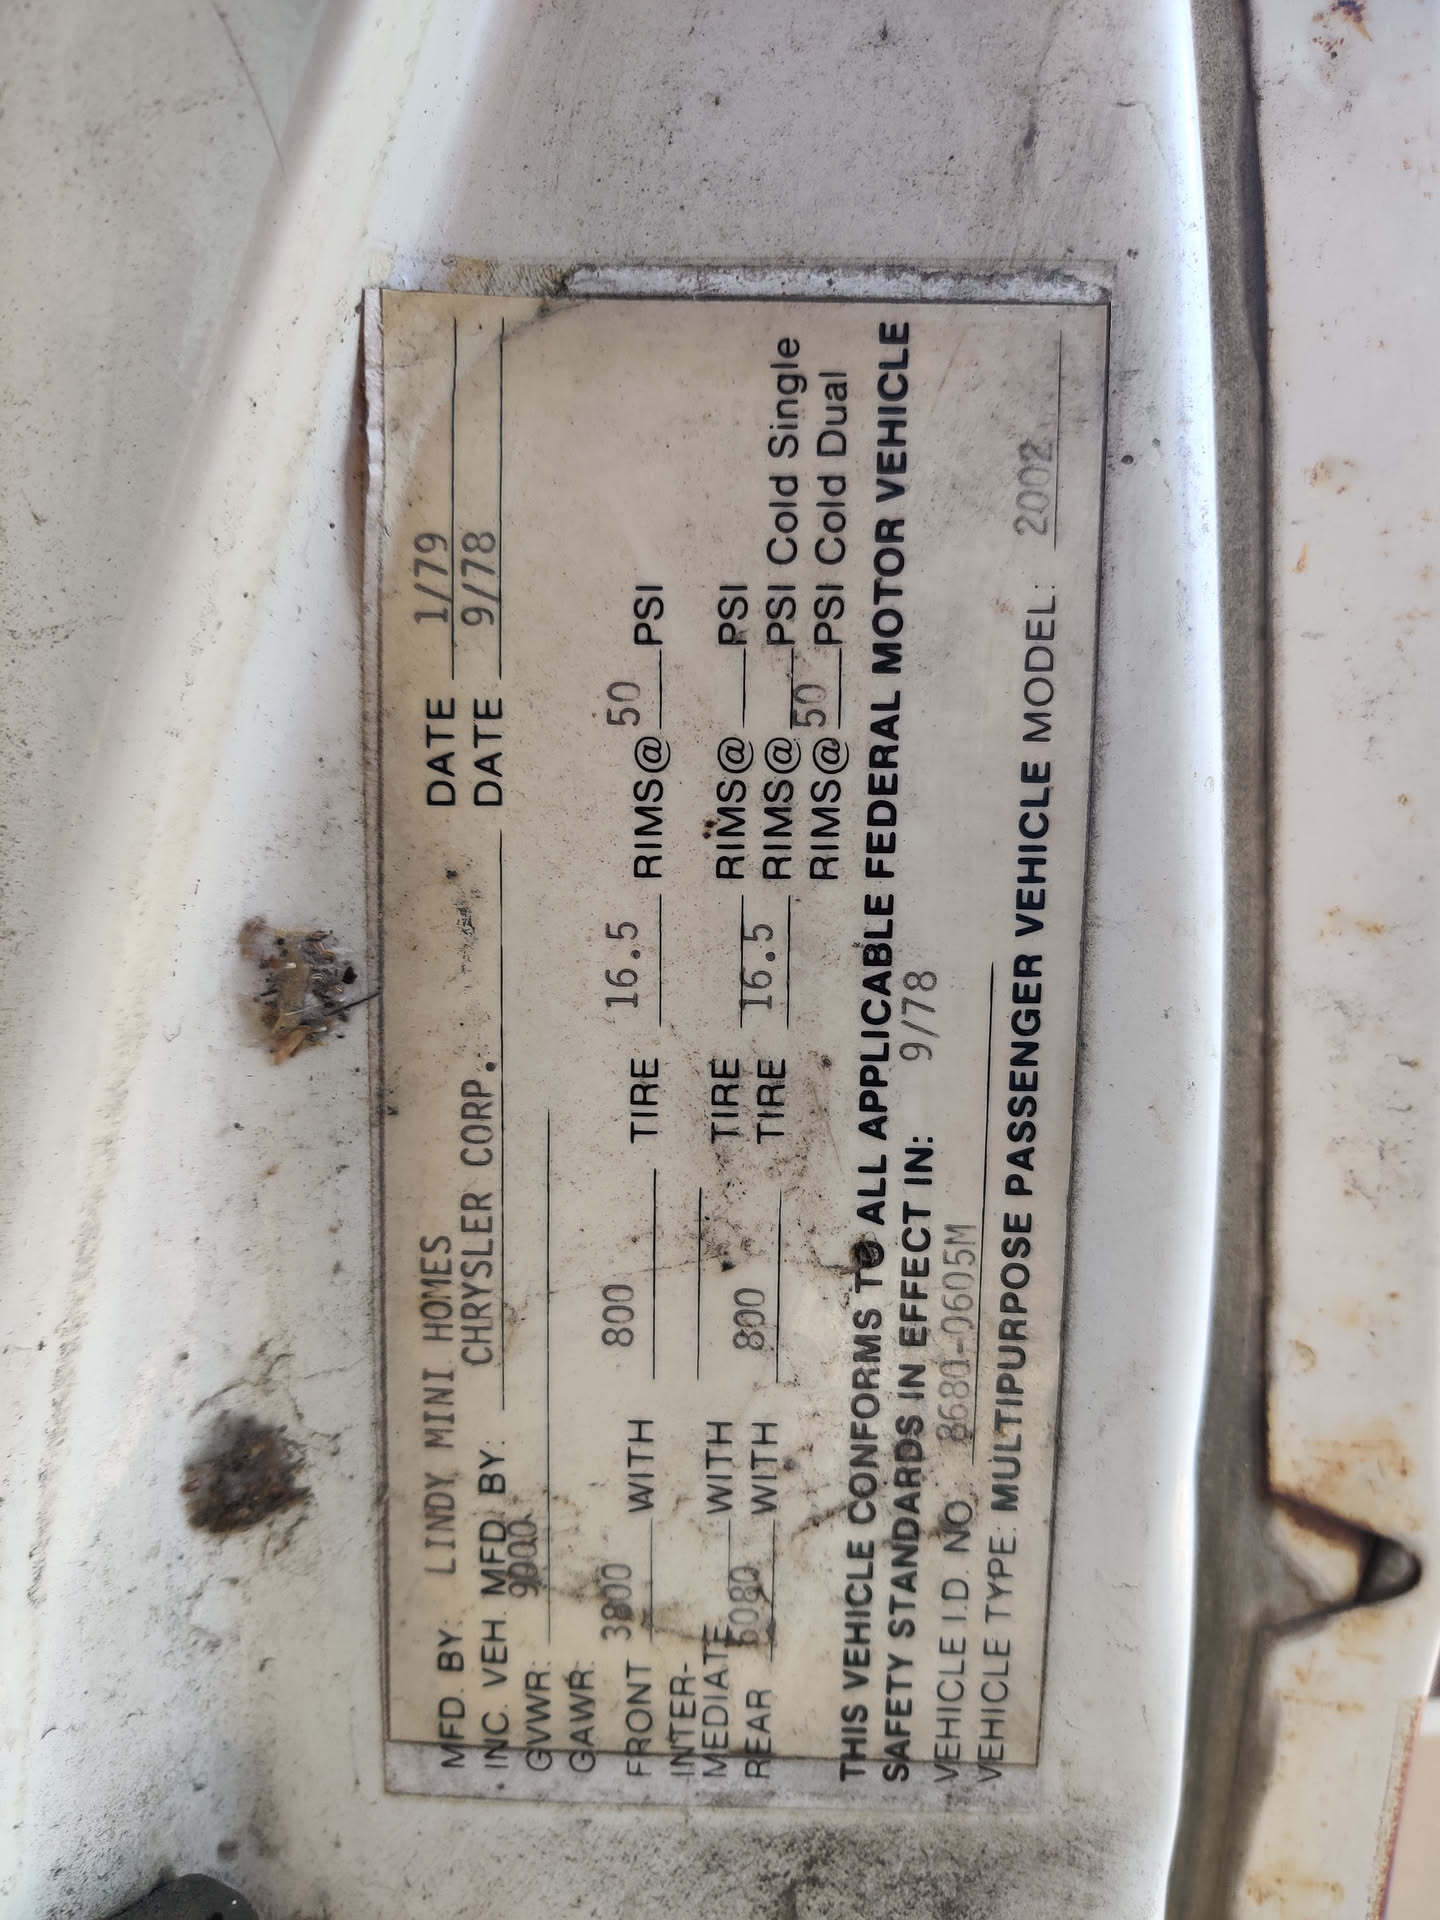 MFD. BY: LINDY MINI HOMES DATE 1/79
INC. VEH. MFD. BY: CHRYSLER CORP. DATE 9/78
GVWR: 9000
GAWR:
FRONT 3800 WITH 800 TIRE 16.5 RIMS@ 50 PSI
INTER-
MEDIATE WITH TIRE RIMS@ PSI
REAR WITH 800 TIRE 16.5 RIMS@ PSI Cold Single
RIMS@ 50 PSI Cold Dual
THIS VEHICLE CONFORMS TO ALL APPLICABLE FEDERAL MOTOR VEHICLE
SAFETY STANDARDS IN EFFECT IN: 9/78
VEHICLE I.D. NO. 8680-0605M
VEHICLE TYPE: MULTIPURPOSE PASSENGER VEHICLE MODEL: 2002